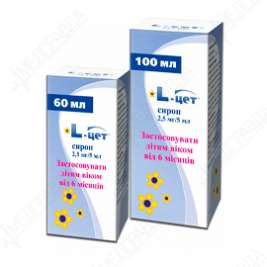 60 мл
L-цет
сироп
2,5 мг/5 мл
Застосовувати
дітям віком
від 6 місяців
100 мл
L-цет
сироп
2,5 мг/5 мл
Застосовувати
дітям віком
від 6 місяців